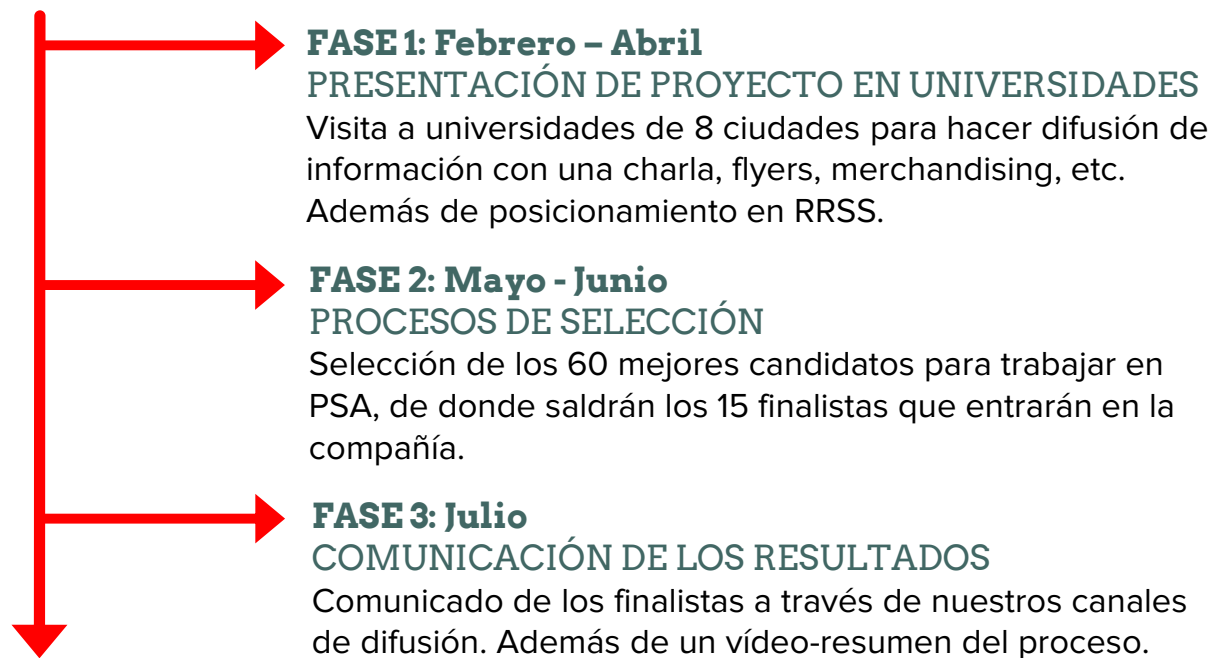 FASE 1: Febrero – Abril
PRESENTACIÓN DE PROYECTO EN UNIVERSIDADES
Visita a universidades de 8 ciudades para hacer difusión de
información con una charla, flyers, merchandising, etc.
Además de posicionamiento en RRSS.
FASE 2: Mayo - Junio
PROCESOS DE SELECCIÓN
Selección de los 60 mejores candidatos para trabajar en
PSA, de donde saldrán los 15 finalistas que entrarán en la
compañía.
FASE 3: Julio
COMUNICACIÓN DE LOS RESULTADOS
Comunicado de los finalistas a través de nuestros canales
de difusión. Además de un vídeo-resumen del proceso.